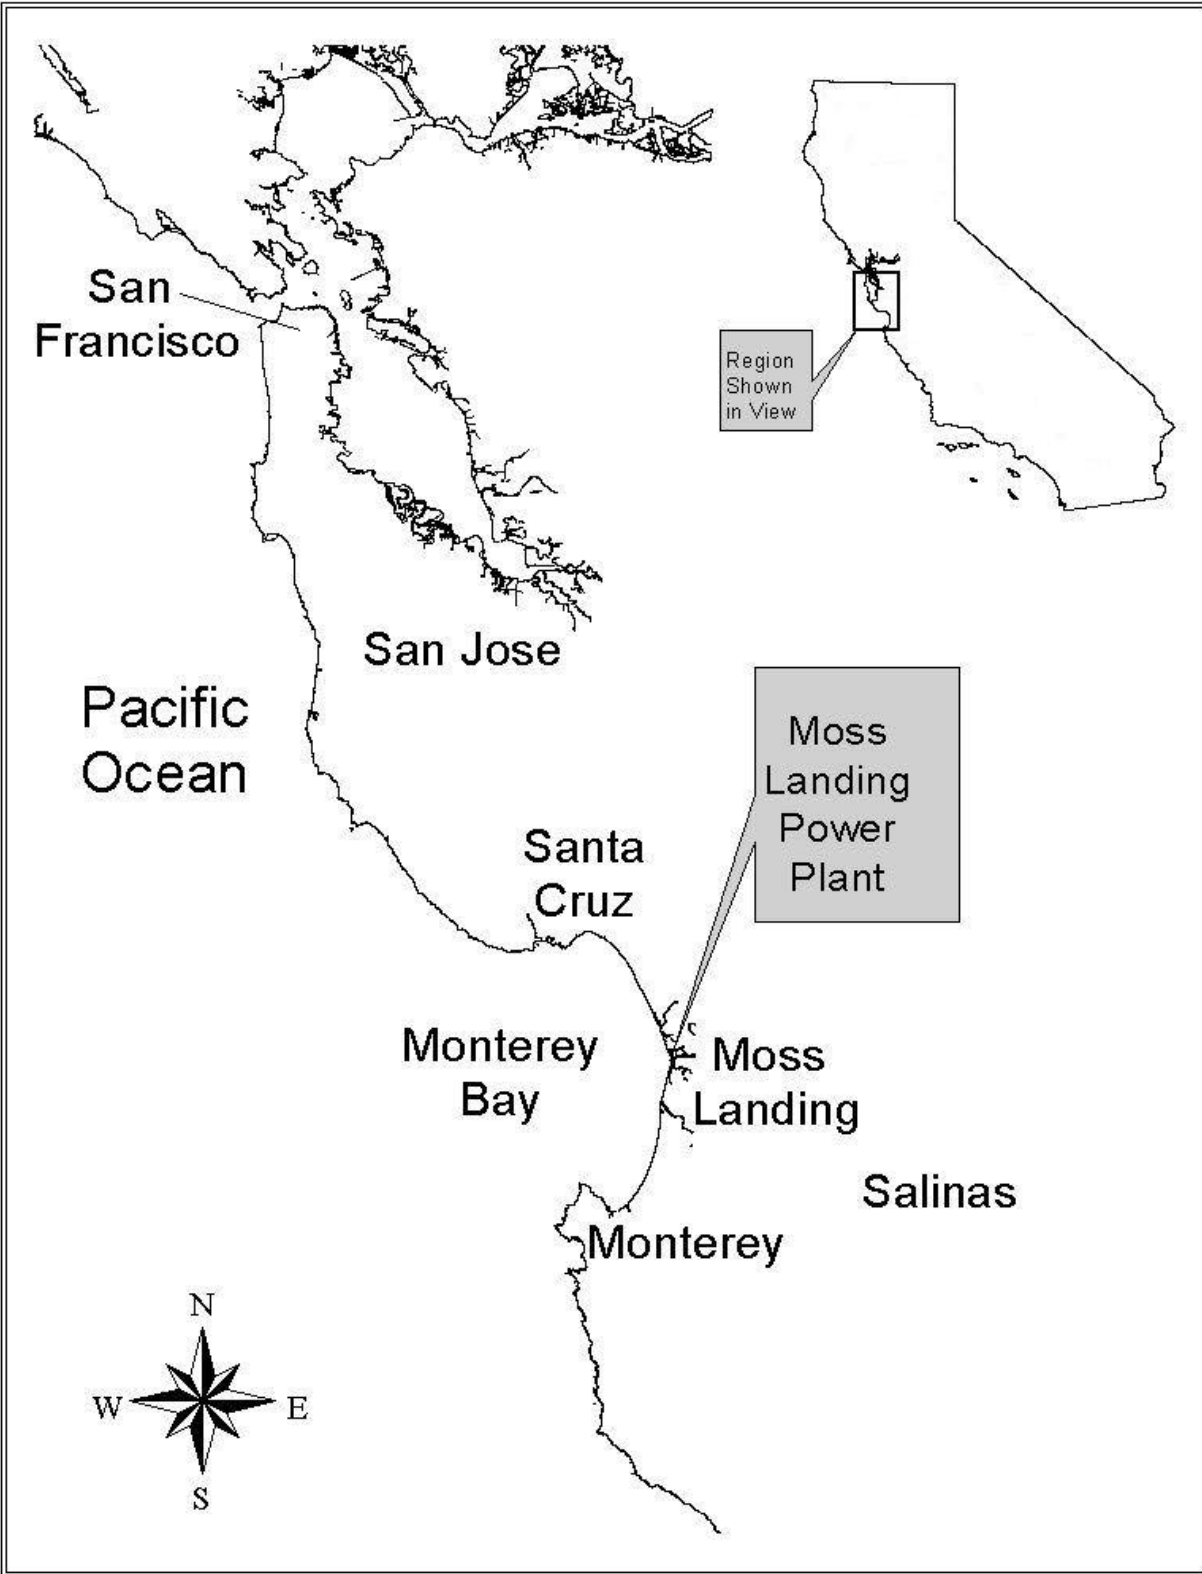 San
Francisco
Region
Shown
in View
San Jose
Pacific
Ocean
Moss
Landing
Power
Plant
Santa
Cruz
Monterey
Bay
Moss
Landing
Salinas
Monterey
N
W
E
S